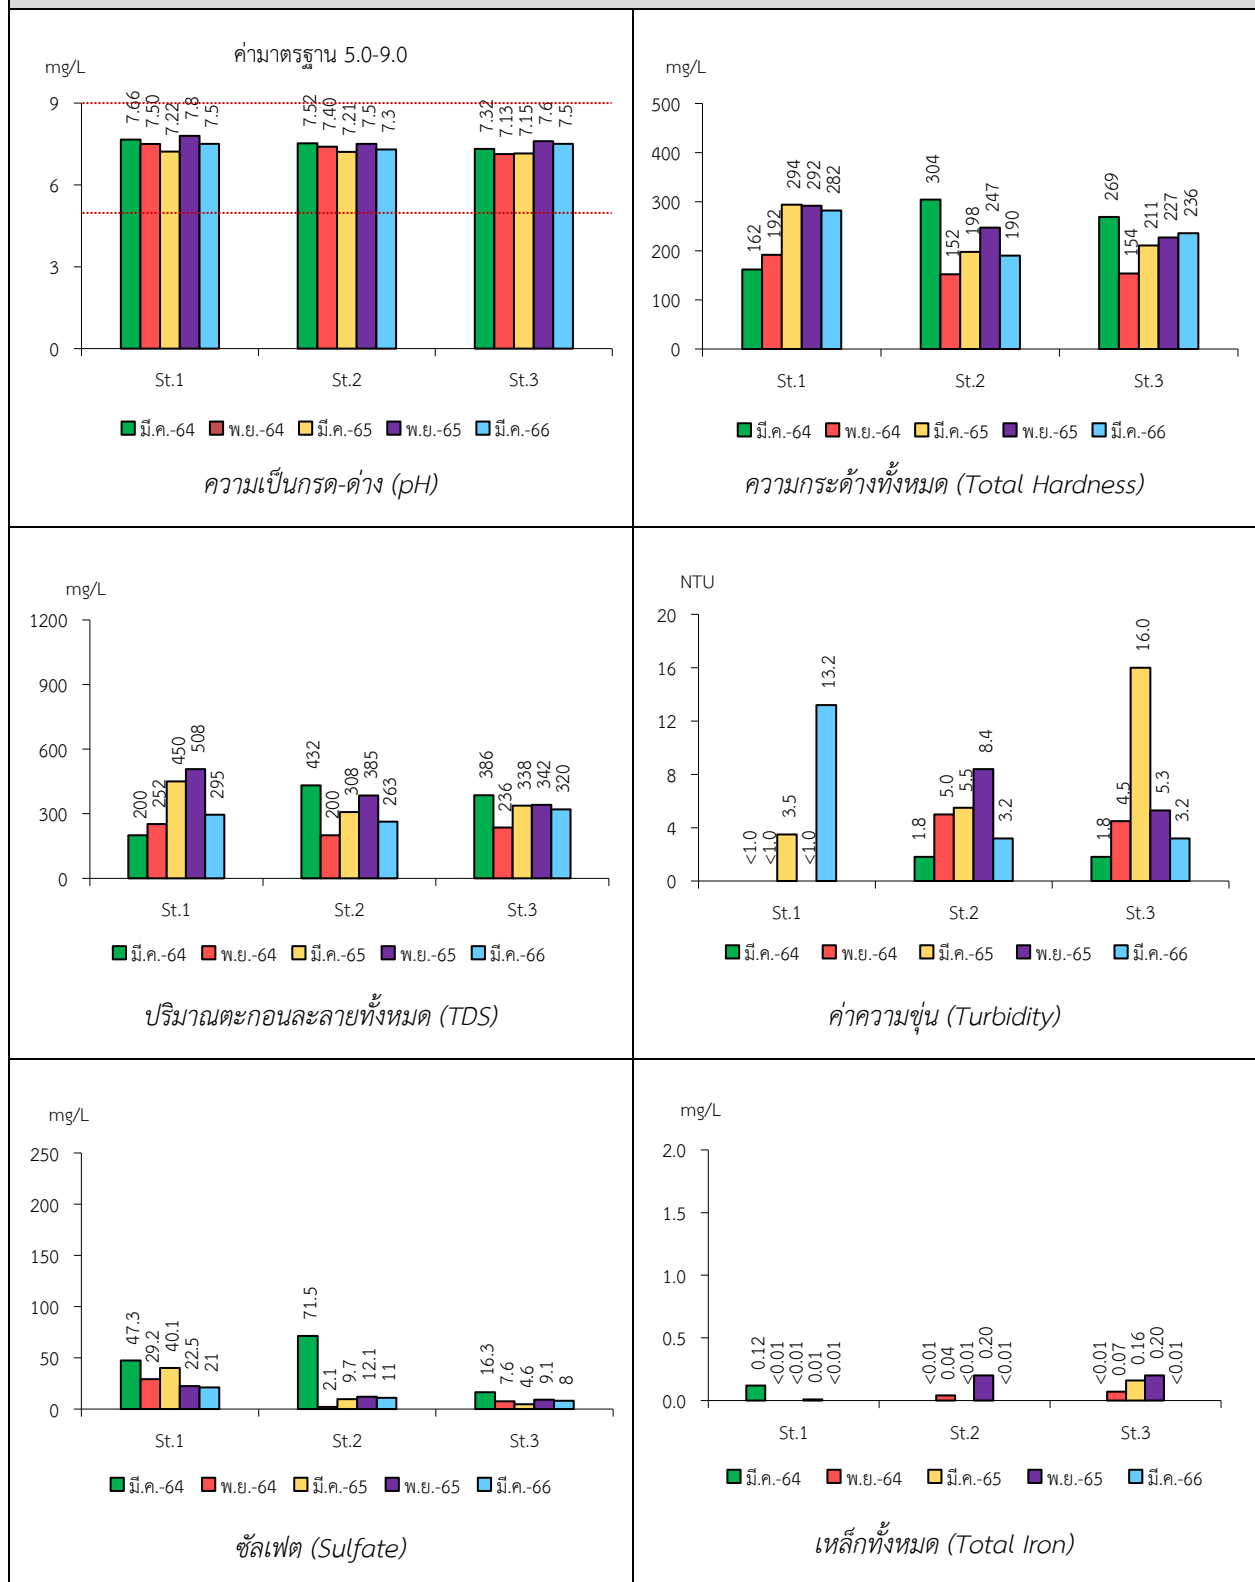 ค่ามาตรฐาน 5.0-9.0
mg/L
9
6
3
0
7.66 7.50 7.22 7.8 7.5
7.52 7.40 7.21 7.5 7.3
7.32 7.13 7.15 7.6 7.5
St.1 St.2 St.3
มี.ค.-64 พ.ย.-64 มี.ค.-65 พ.ย.-65 มี.ค.-66
ความเป็นกรด-ด่าง (pH)
mg/L
500
400
300
200
100
0
162 192 294 292 282
304 152 198 247 190
269 154 211 227 236
St.1 St.2 St.3
มี.ค.-64 พ.ย.-64 มี.ค.-65 พ.ย.-65 มี.ค.-66
ความกระด้างทั้งหมด (Total Hardness)
mg/L
1200
900
600
300
0
200 252 450 508 295
432 200 308 385 263
386 236 338 342 320
St.1 St.2 St.3
มี.ค.-64 พ.ย.-64 มี.ค.-65 พ.ย.-65 มี.ค.-66
ปริมาณตะกอนละลายทั้งหมด (TDS)
NTU
20
16
12
8
4
0
<1.0 <1.0 3.5 <1.0 13.2
1.8 5.0 5.5 8.4 3.2
1.8 4.5 16.0 5.3 3.2
St.1 St.2 St.3
มี.ค.-64 พ.ย.-64 มี.ค.-65 พ.ย.-65 มี.ค.-66
ค่าความขุ่น (Turbidity)
mg/L
250
200
150
100
50
0
47.3 29.2 40.1 22.5 21
71.5 2.1 9.7 12.1 11
16.3 7.6 4.6 9.1 8
St.1 St.2 St.3
มี.ค.-64 พ.ย.-64 มี.ค.-65 พ.ย.-65 มี.ค.-66
ซัลเฟต (Sulfate)
mg/L
2.0
1.5
1.0
0.5
0.0
0.12 <0.01 <0.01 0.01 <0.01
<0.01 0.04 <0.01 0.20 <0.01
<0.01 0.07 0.16 0.20 <0.01
St.1 St.2 St.3
มี.ค.-64 พ.ย.-64 มี.ค.-65 พ.ย.-65 มี.ค.-66
เหล็กทั้งหมด (Total Iron)